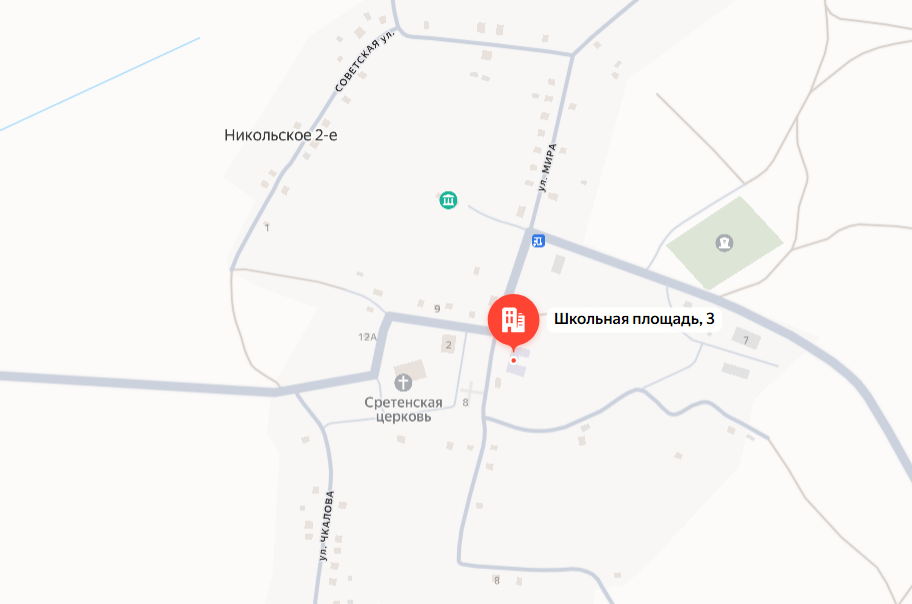 СОВЕТСКАЯ ул.
Никольское 2-е
ул. МИРА
1
9
Школьная площадь, 3
12А
2
7
8
Сретенская
церковь
ул. ЧКАЛОВА
8